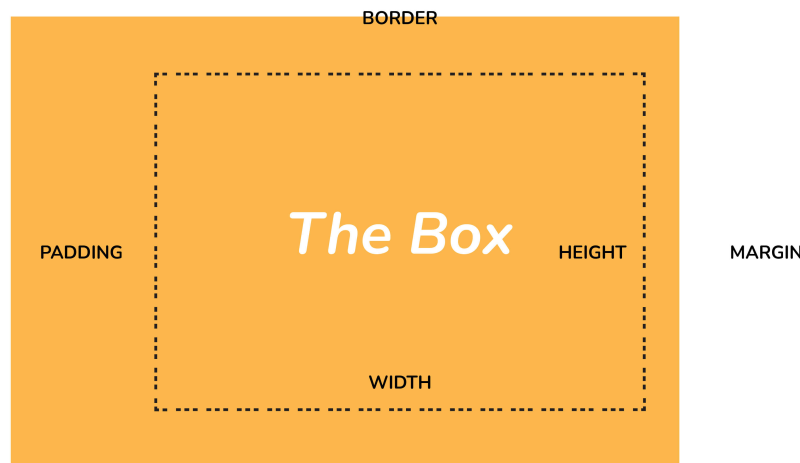 BORDER
The Box
PADDING
HEIGHT
MARGIN
WIDTH